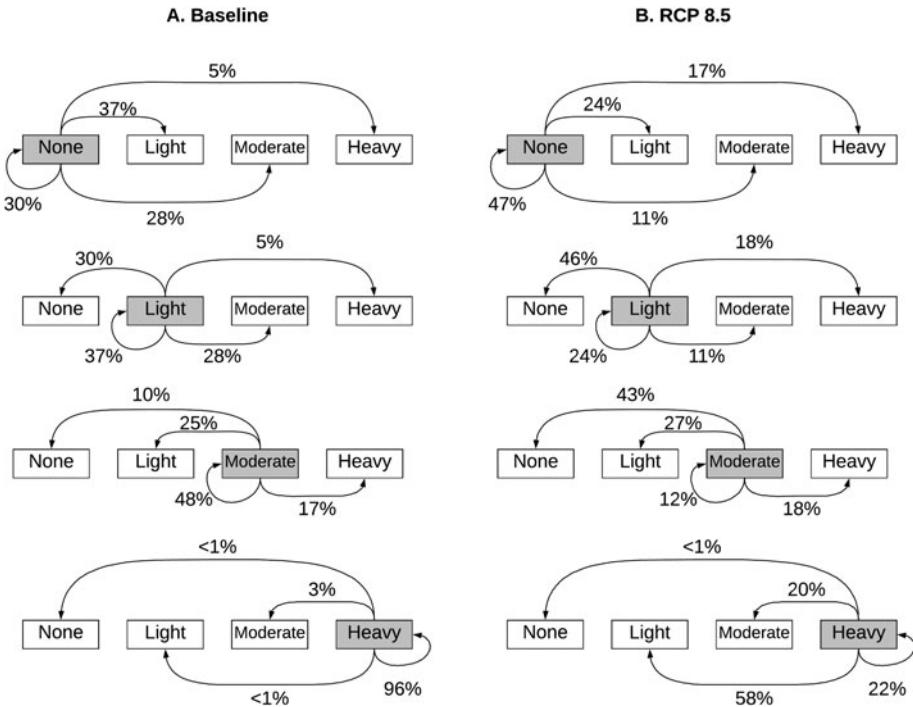 A. Baseline
5%
37%
None Light Moderate Heavy
30%
28%
30%
5%
None Light Moderate Heavy
37% 28%
10%
25%
None Light Moderate Heavy
48% 17%
<1%
3%
None Light Moderate Heavy
<1% 96%
B. RCP 8.5
17%
24%
None Light Moderate Heavy
47%
11%
46%
18%
None Light Moderate Heavy
24% 11%
43%
27%
None Light Moderate Heavy
12% 18%
<1%
20%
None Light Moderate Heavy
58% 22%